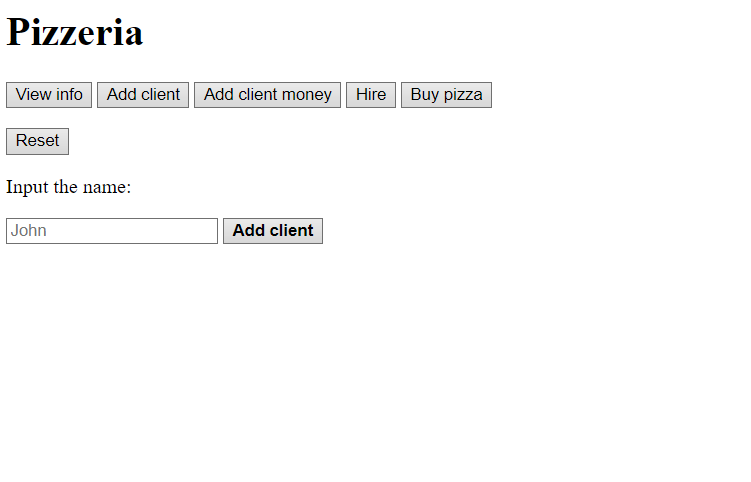 Pizzeria
View info Add client Add client money Hire Buy pizza
Reset
Input the name:
John Add client